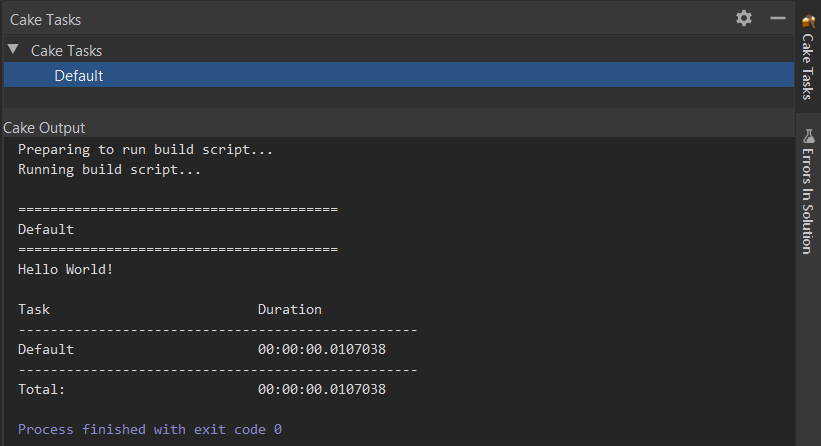 Cake Tasks
Cake Tasks
Default
Cake Output
Preparing to run build script...
Running build script...
========================================
Default
========================================
Hello World!
Task Duration
--------------------------------------------------
Default 00:00:00.0107038
--------------------------------------------------
Total: 00:00:00.0107038
Process finished with exit code 0
Cake Tasks
Errors In Solution